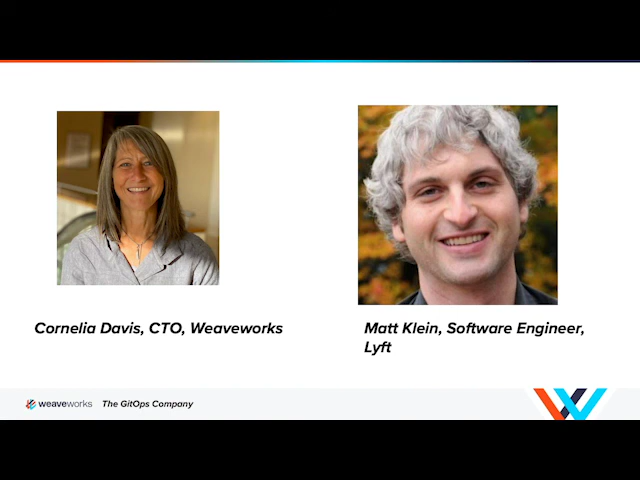 Cornelia Davis, CTO, Weaveworks
Matt Klein, Software Engineer,
Lyft
weaveworks The GitOps Company